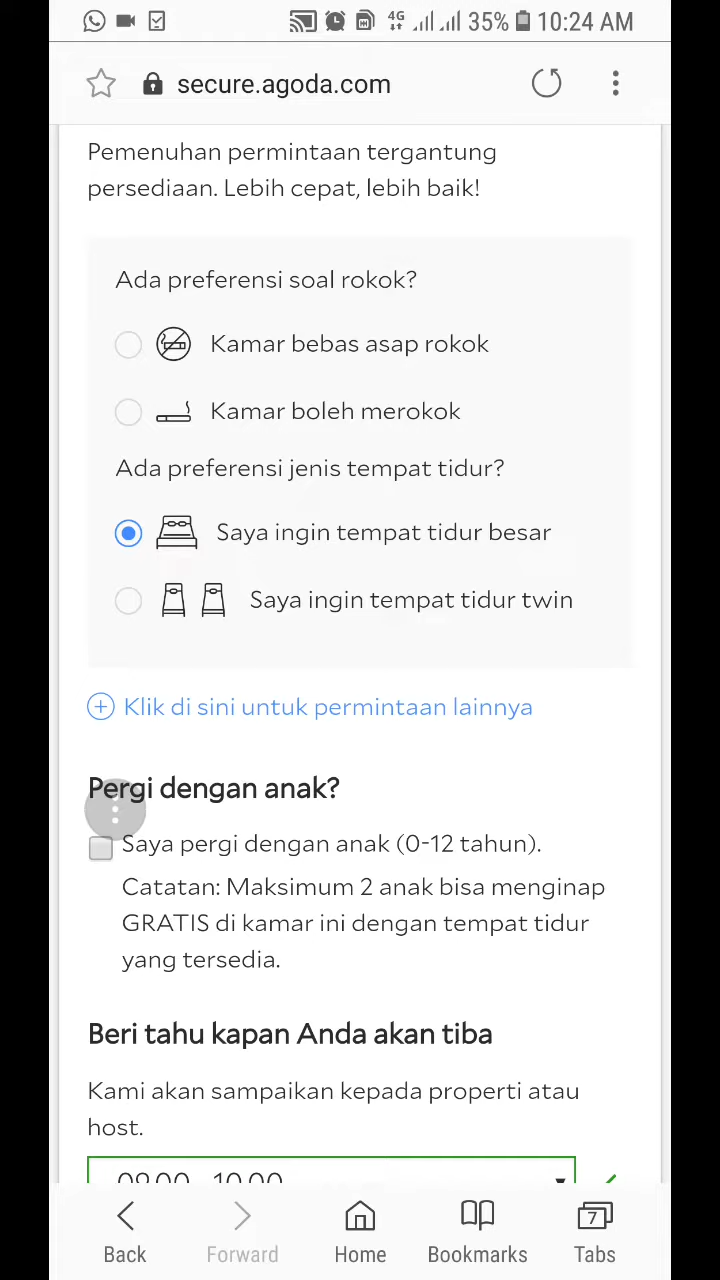 4G 35% 10:24 AM
secure.agoda.com
Pemenuhan permintaan tergantung
persediaan. Lebih cepat, lebih baik!
Ada preferensi soal rokok?
Kamar bebas asap rokok
Kamar boleh merokok
Ada preferensi jenis tempat tidur?
Saya ingin tempat tidur besar
Saya ingin tempat tidur twin
Klik di sini untuk permintaan lainnya
Pergi dengan anak?
Saya pergi dengan anak (0-12 tahun).
Catatan: Maksimum 2 anak bisa menginap
GRATIS di kamar ini dengan tempat tidur
yang tersedia.
Beri tahu kapan Anda akan tiba
Kami akan sampaikan kepada properti atau
host.
Back Forward Home Bookmarks 7 Tabs